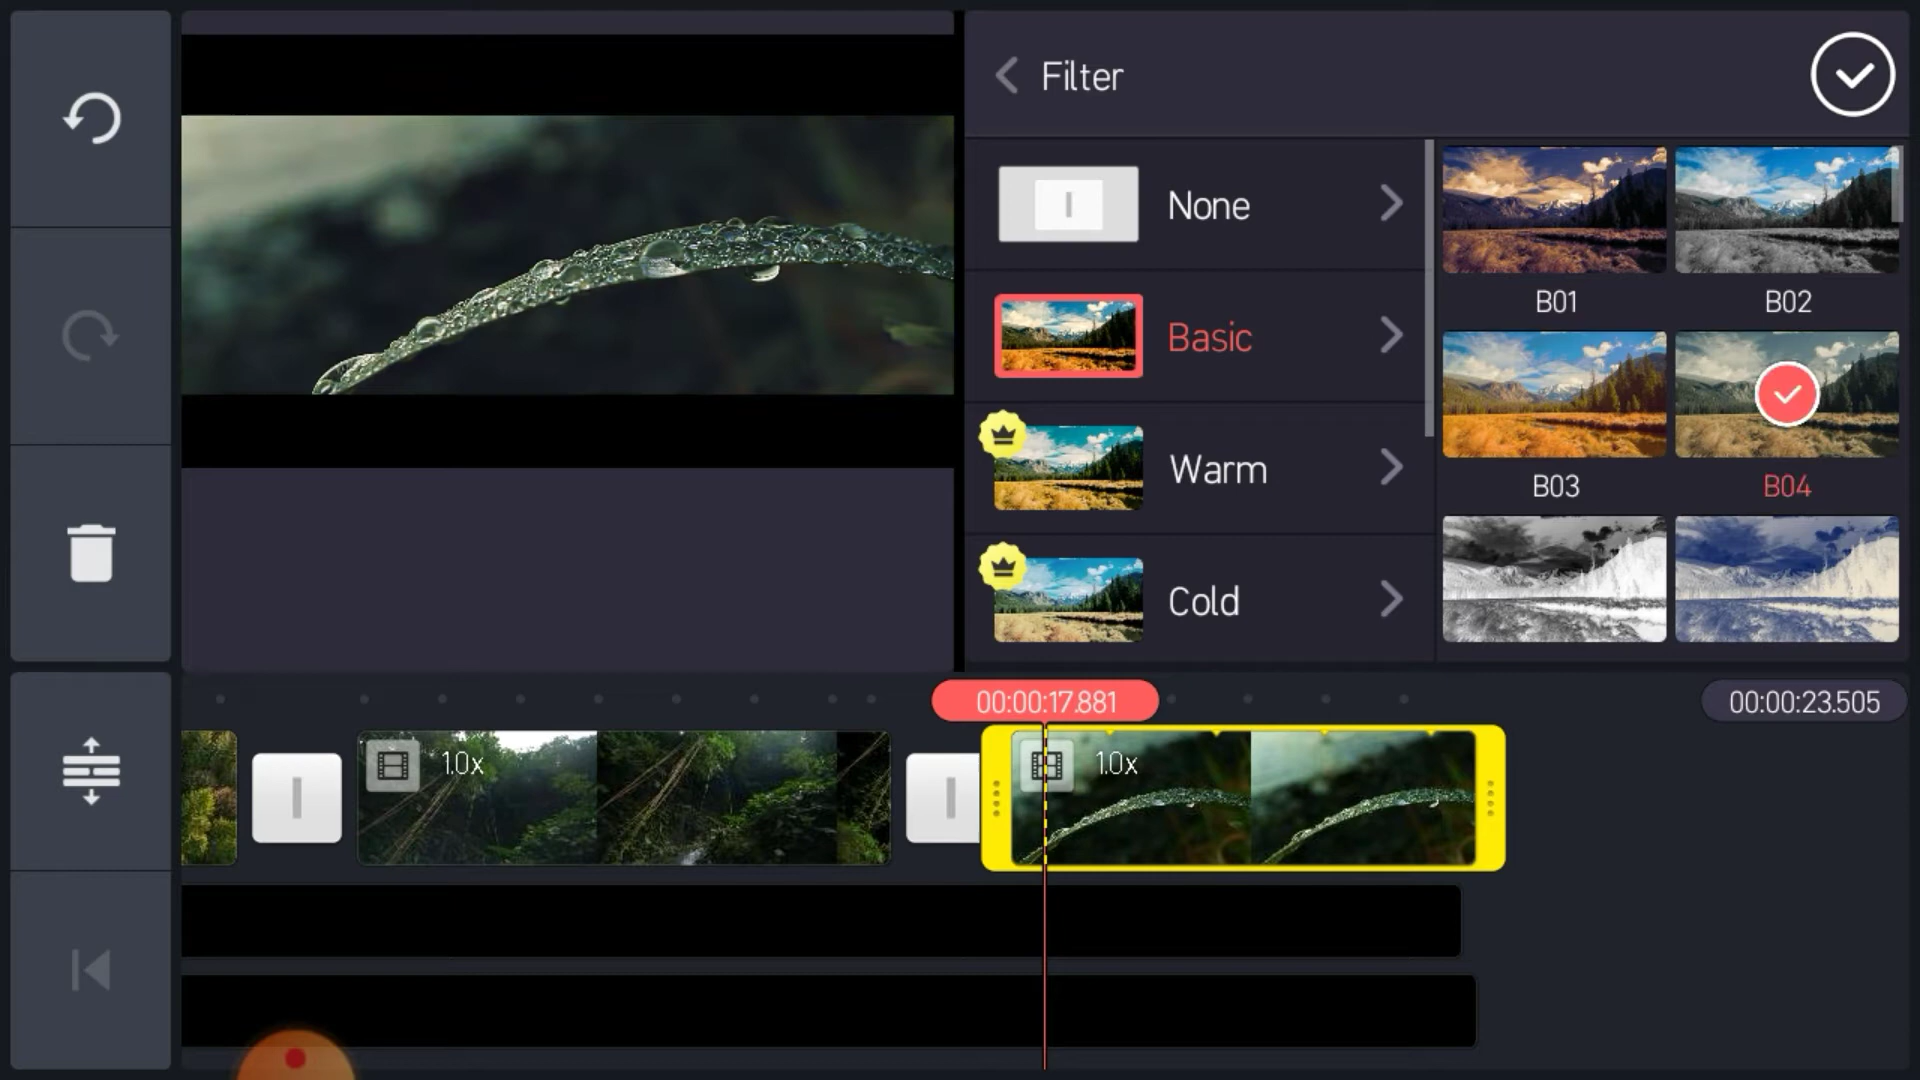 Filter
None
Basic
Warm
Cold
B01
B02
B03
B04
00:00:17.881
00:00:23.505
1.0x
1.0x